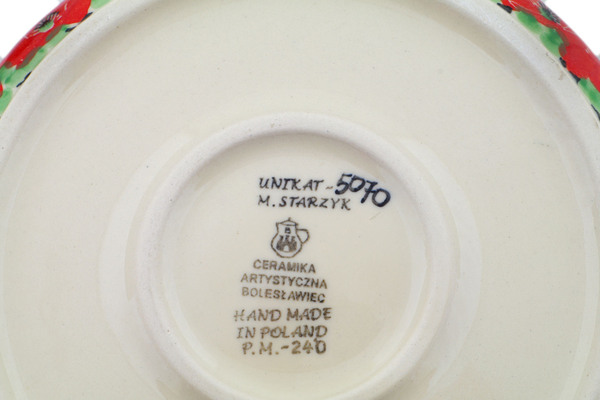 UNIKAT-5070
M. STARZYK
CERAMIKA
ARTYSTYCZNA
BOLESŁAWIEC
HAND MADE
IN POLAND
P.M.-240